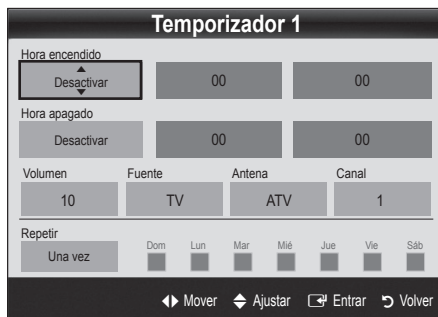 Temporizador 1
Hora encendido
Desactivar 00 00
Hora apagado
Desactivar 00 00
Volumen Fuente Antena Canal
10 TV ATV 1
Repetir
Una vez Dom Lun Mar Mié Jue Vie Sáb
Mover Ajustar Entrar Volver